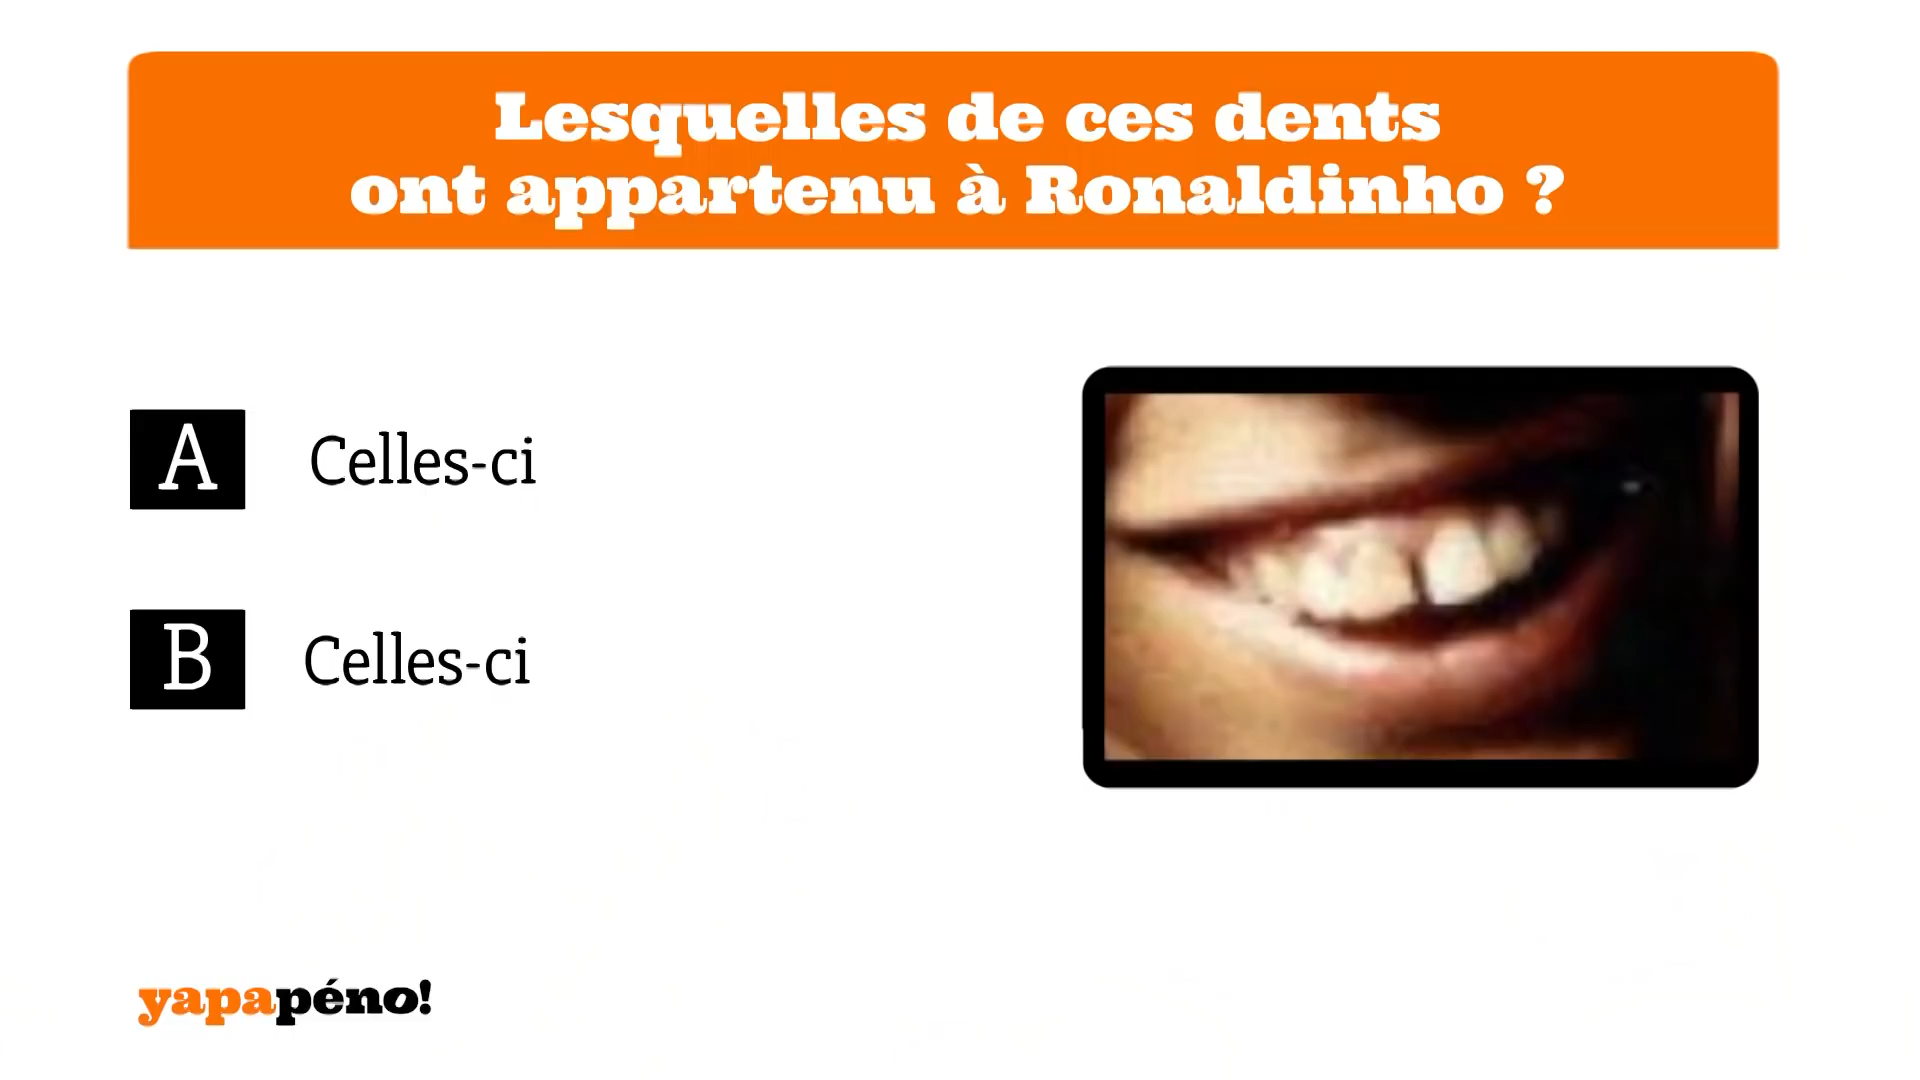 Lesquelles de ces dents
ont appartenu à Ronaldinho ?
A Celles-ci
B Celles-ci
yapapéno!